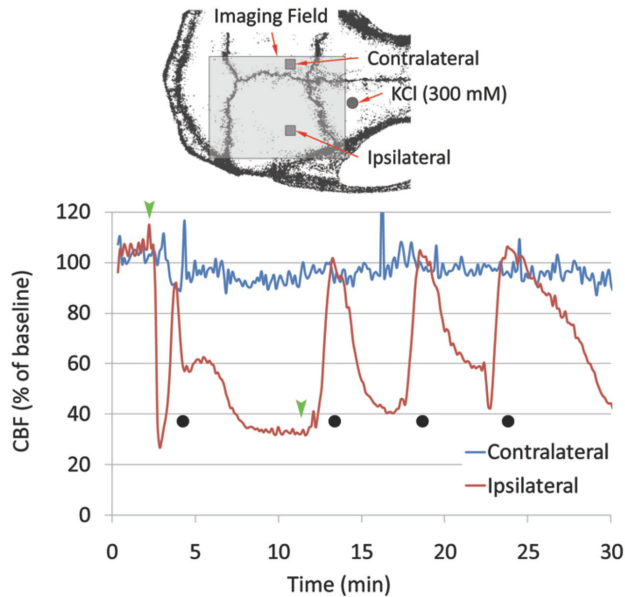 Imaging Field
Contralateral
KCl (300 mM)
Ipsilateral
120
100
80
60
40
20
0
CBF (% of baseline)
Contralateral
Ipsilateral
0 5 10 15 20 25 30
Time (min)